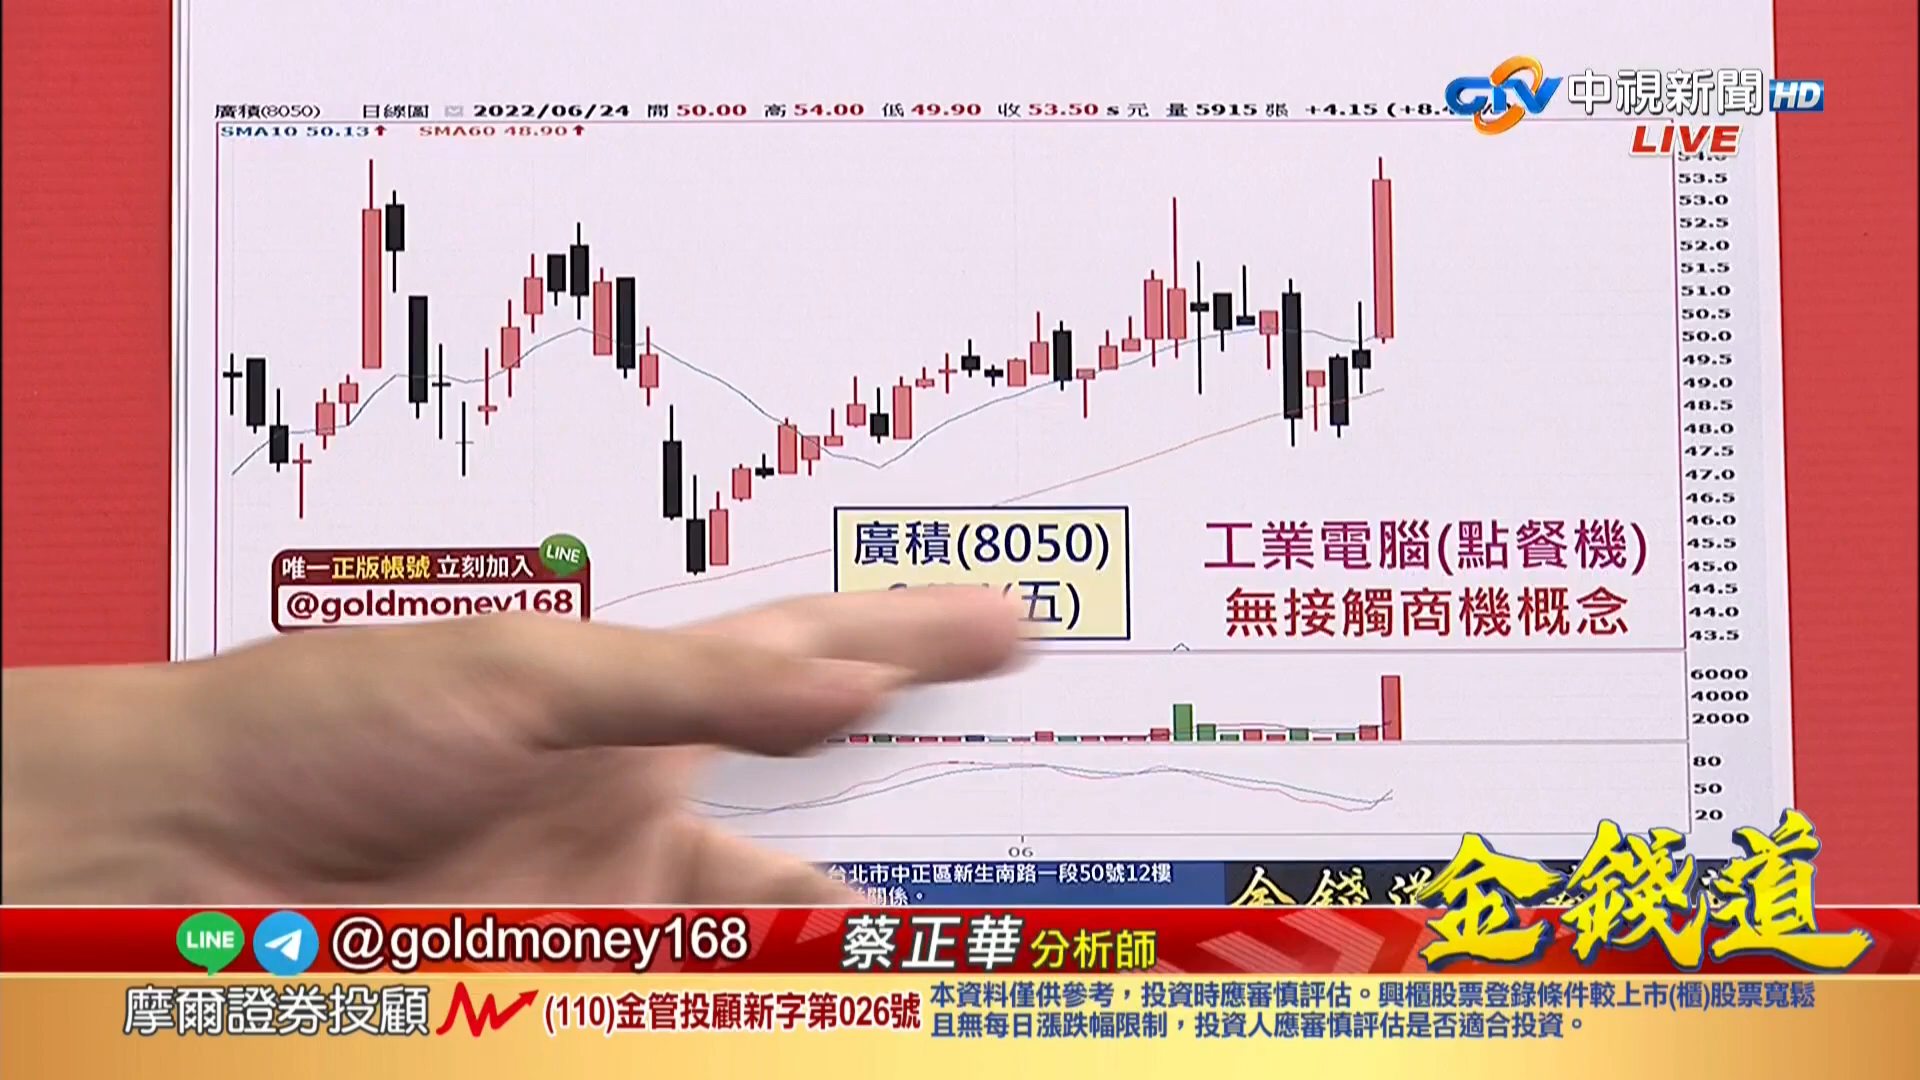 CTV 中視新聞 HD
LIVE
廣積(8050) 日線圖 2022/06/24 開 50.00 高 54.00 低 49.90 收 53.50 s 元 量 5915 張 +4.15
SMA10 50.13↑ SMA60 48.90↑
54.0
53.5
53.0
52.5
52.0
51.5
51.0
50.5
50.0
49.5
49.0
48.5
48.0
47.5
47.0
46.5
46.0
45.5
45.0
44.5
44.0
43.5
唯一正版帳號 立刻加入 LINE
@goldmoney168
廣積(8050)
(五)
工業電腦(點餐機)
無接觸商機概念
6000
4000
2000
80
50
20
06
台北市中正區新生南路一段50號12樓
關係。
金錢道
LINE @goldmoney168 蔡正華 分析師
摩爾證券投顧 (110)金管投顧新字第026號
本資料僅供參考，投資時應審慎評估。興櫃股票登錄條件較上市(櫃)股票寬鬆
且無每日漲跌幅限制，投資人應審慎評估是否適合投資。